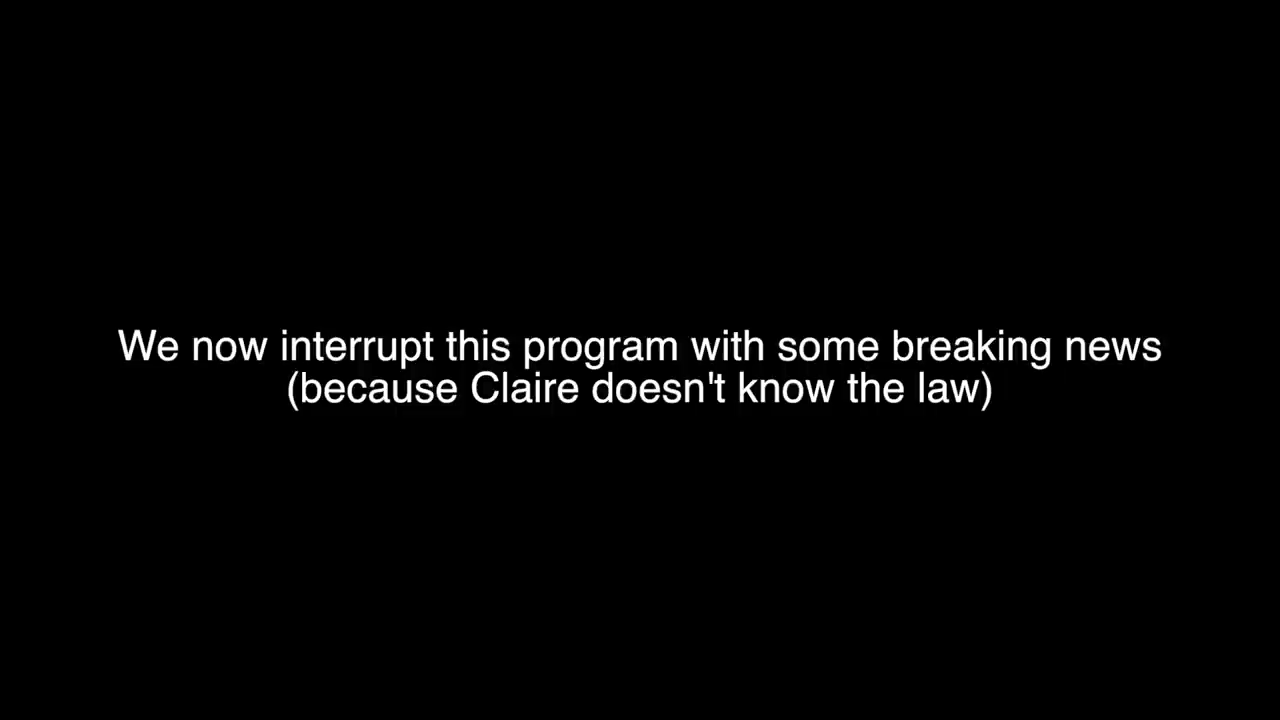 We now interrupt this program with some breaking news
(because Claire doesn't know the law)